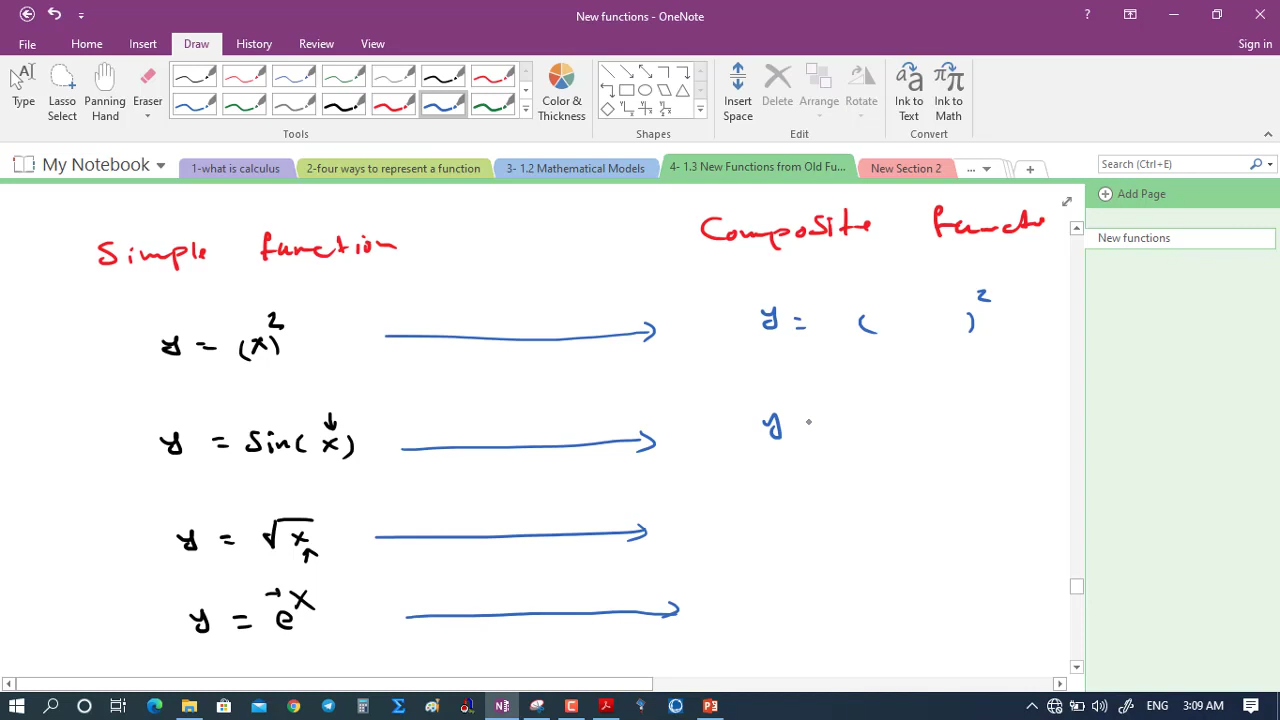 New functions - OneNote
? 
File Home Insert Draw History Review View Sign in
Type Lasso Select Panning Hand Eraser Color & Thickness Insert Space Delete Arrange Rotate Ink to Text Ink to Math
Tools Shapes Edit Convert
My Notebook 1-what is calculus 2-four ways to represent a function 3- 1.2 Mathematical Models 4- 1.3 New Functions from Old Fu... New Section 2 ... Search (Ctrl+E)
Add Page
New functions
Simple function
Composite functi
y = (x)²
y = ( )²
y = Sin( x )
y
y = √x
y = eˣ
ENG 3:09 AM